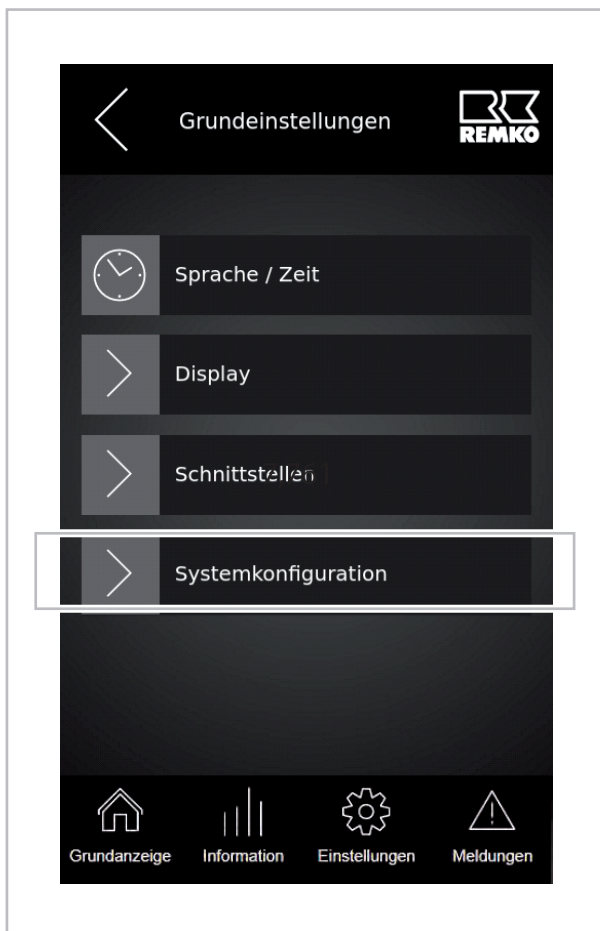 Grundeinstellungen
REMKO
Sprache / Zeit
Display
Schnittstellen
Systemkonfiguration
Grundanzeige Information Einstellungen Meldungen